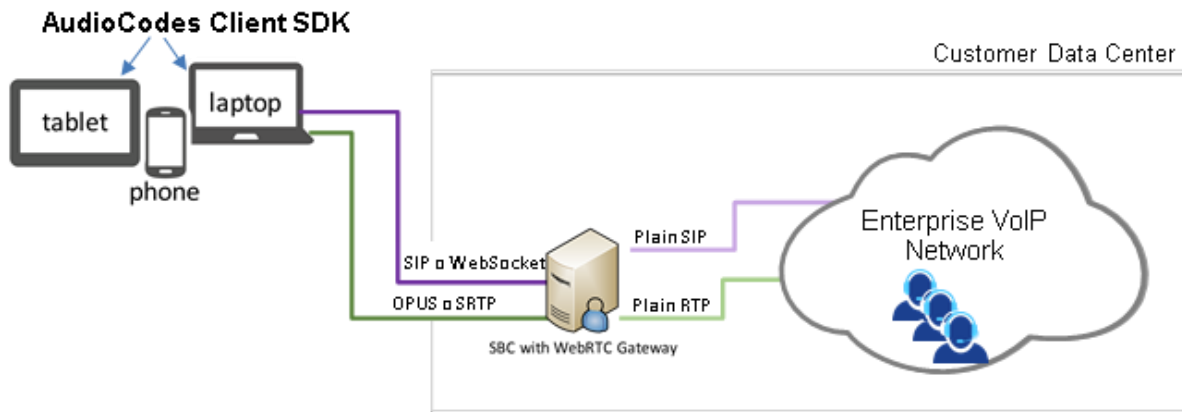 AudioCodes Client SDK
Customer Data Center
tablet
laptop
phone
Enterprise VoIP
Network
Plain SIP
SIP o WebSocket
OPUS o SRTP
Plain RTP
SBC with WebRTC Gateway